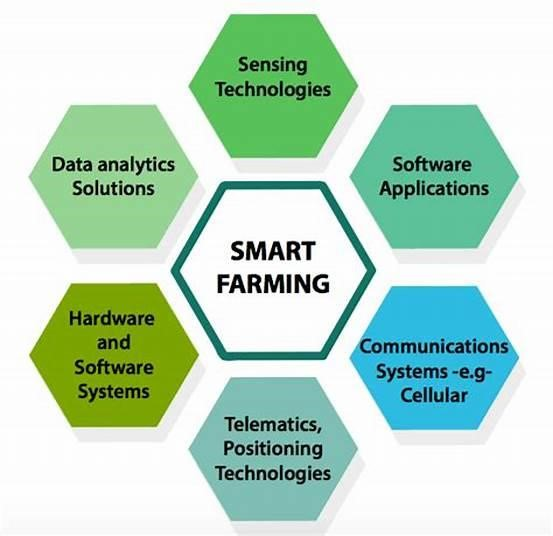 Sensing
Technologies
Data analytics
Solutions
Software
Applications
SMART
FARMING
Hardware
and
Software
Systems
Communications
Systems -e.g-
Cellular
Telematics,
Positioning
Technologies